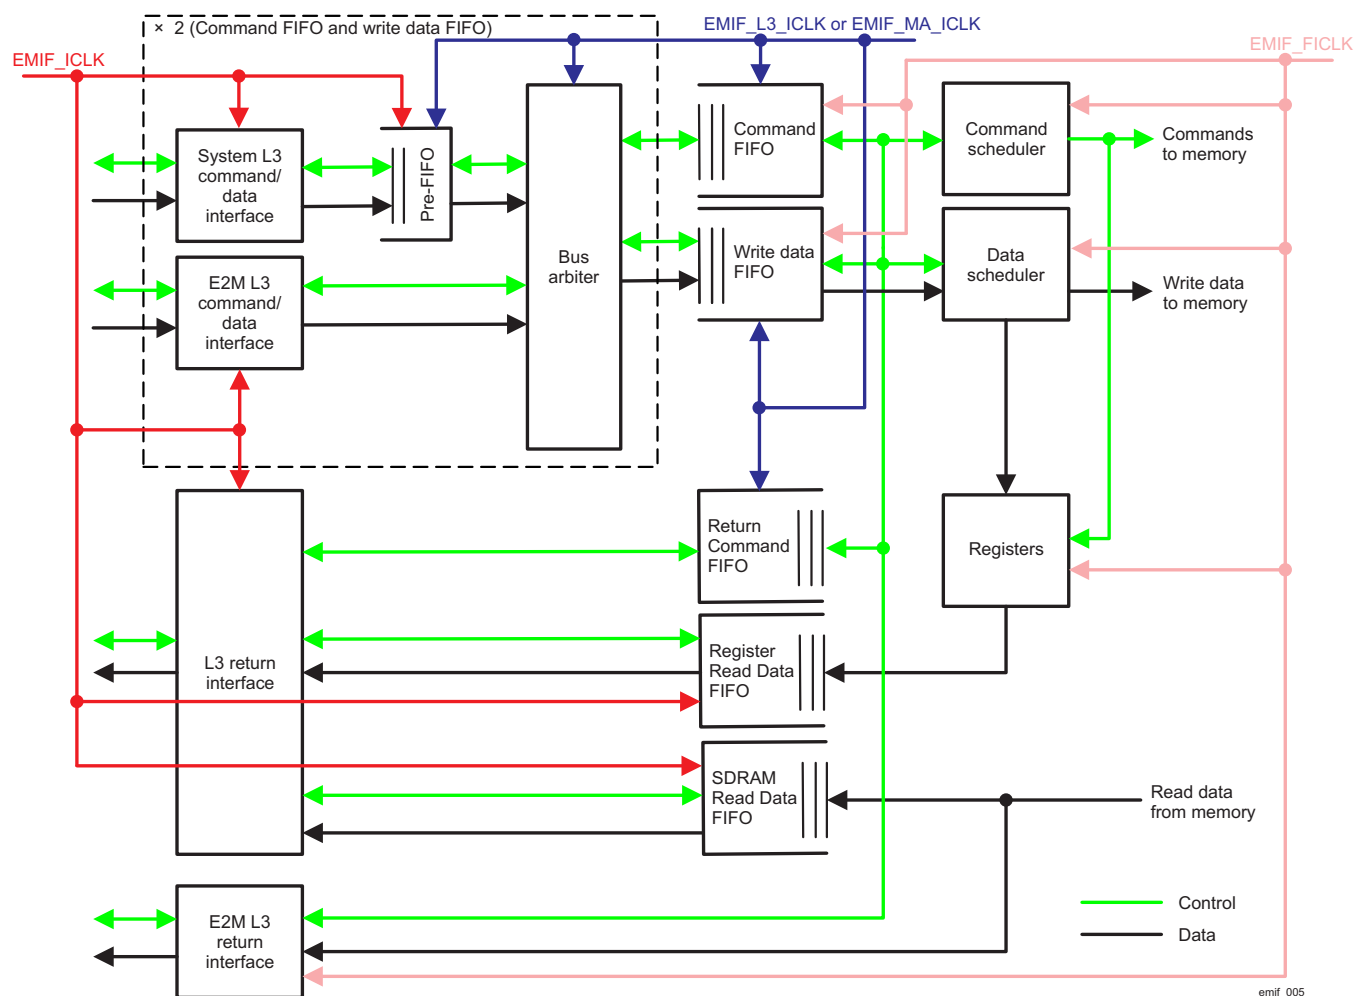 × 2 (Command FIFO and write data FIFO)
EMIF_L3_ICLK or EMIF_MA_ICLK
EMIF_FICLK
EMIF_ICLK
System L3
command/
data
interface
Pre-FIFO
Bus
arbiter
Command
FIFO
Command
scheduler
Commands
to memory
E2M L3
command/
data
interface
Write data
FIFO
Data
scheduler
Write data
to memory
Return
Command
FIFO
Registers
L3 return
interface
Register
Read Data
FIFO
SDRAM
Read Data
FIFO
Read data
from memory
E2M L3
return
interface
Control
Data
emif_005